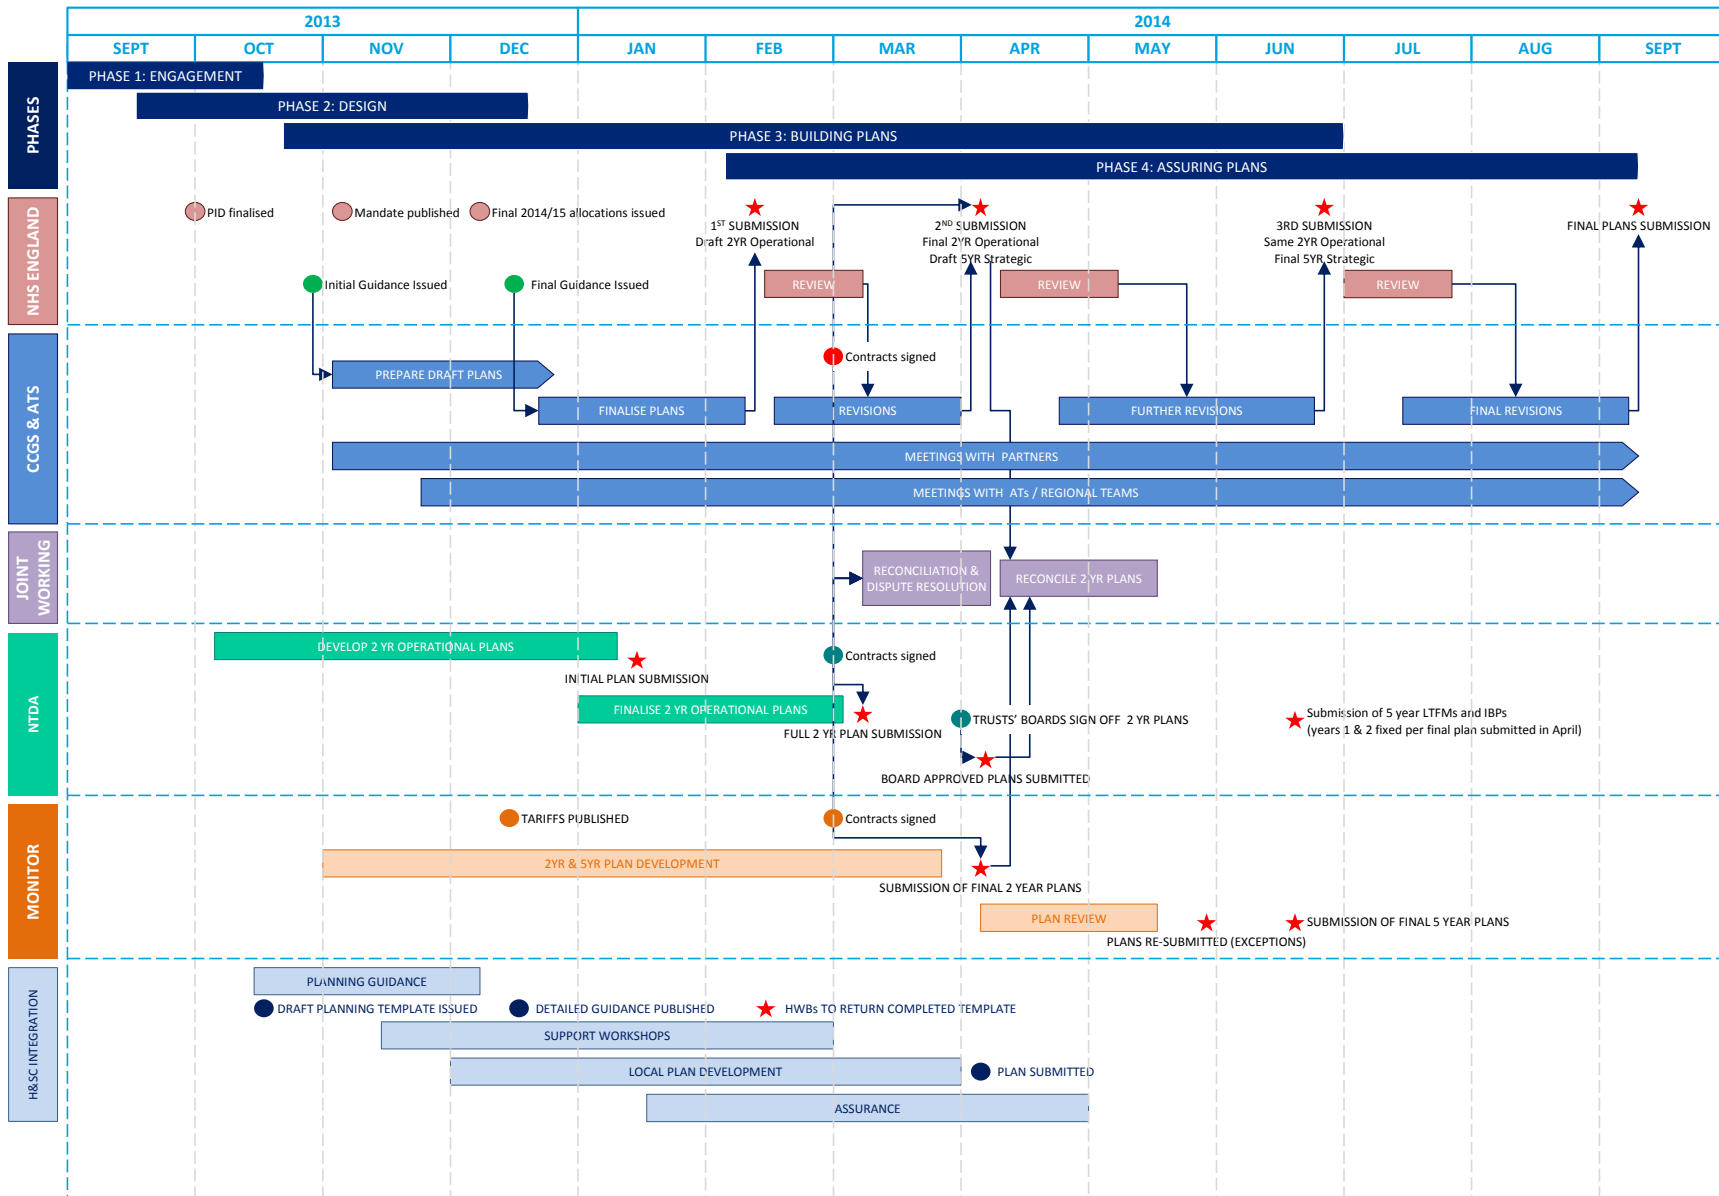 2013
2014
SEPT
OCT
NOV
DEC
JAN
FEB
MAR
APR
MAY
JUN
JUL
AUG
SEPT
PHASES
PHASE 1: ENGAGEMENT
PHASE 2: DESIGN
PHASE 3: BUILDING PLANS
PHASE 4: ASSURING PLANS
NHS ENGLAND
PID finalised
Mandate published
Final 2014/15 allocations issued
1ST SUBMISSION
Draft 2YR Operational
2ND SUBMISSION
Final 2YR Operational
Draft 5YR Strategic
3RD SUBMISSION
Same 2YR Operational
Final 5YR Strategic
FINAL PLANS SUBMISSION
Initial Guidance Issued
Final Guidance Issued
REVIEW
REVIEW
REVIEW
CCGS & ATS
Contracts signed
PREPARE DRAFT PLANS
FINALISE PLANS
REVISIONS
FURTHER REVISIONS
FINAL REVISIONS
MEETINGS WITH PARTNERS
MEETINGS WITH ATs / REGIONAL TEAMS
JOINT
WORKING
RECONCILIATION &
DISPUTE RESOLUTION
RECONCILE 2 YR PLANS
NTDA
DEVELOP 2 YR OPERATIONAL PLANS
INITIAL PLAN SUBMISSION
Contracts signed
FINALISE 2 YR OPERATIONAL PLANS
FULL 2 YR PLAN SUBMISSION
TRUSTS' BOARDS SIGN OFF 2 YR PLANS
BOARD APPROVED PLANS SUBMITTED
Submission of 5 year LTFMs and IBPs
(years 1 & 2 fixed per final plan submitted in April)
MONITOR
TARIFFS PUBLISHED
Contracts signed
2YR & 5YR PLAN DEVELOPMENT
SUBMISSION OF FINAL 2 YEAR PLANS
PLAN REVIEW
PLANS RE-SUBMITTED (EXCEPTIONS)
SUBMISSION OF FINAL 5 YEAR PLANS
H&SC INTEGRATION
PLANNING GUIDANCE
DRAFT PLANNING TEMPLATE ISSUED
DETAILED GUIDANCE PUBLISHED
HWBs TO RETURN COMPLETED TEMPLATE
SUPPORT WORKSHOPS
LOCAL PLAN DEVELOPMENT
PLAN SUBMITTED
ASSURANCE